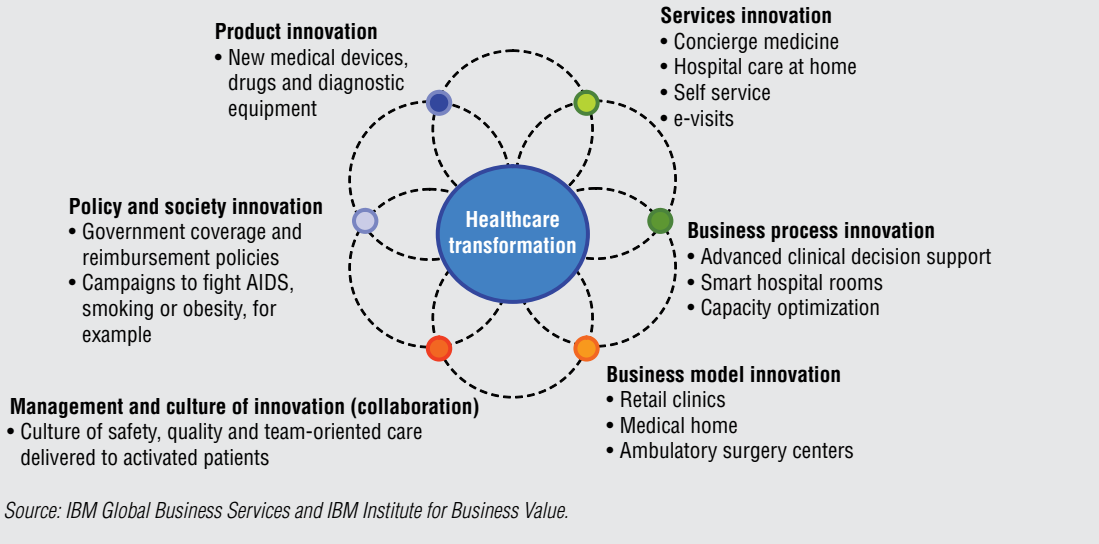 Product innovation
• New medical devices,
drugs and diagnostic
equipment
Services innovation
• Concierge medicine
• Hospital care at home
• Self service
• e-visits
Policy and society innovation
• Government coverage and
reimbursement policies
• Campaigns to fight AIDS,
smoking or obesity, for
example
Healthcare
transformation
Business process innovation
• Advanced clinical decision support
• Smart hospital rooms
• Capacity optimization
Management and culture of innovation (collaboration)
• Culture of safety, quality and team-oriented care
delivered to activated patients
Business model innovation
• Retail clinics
• Medical home
• Ambulatory surgery centers
Source: IBM Global Business Services and IBM Institute for Business Value.